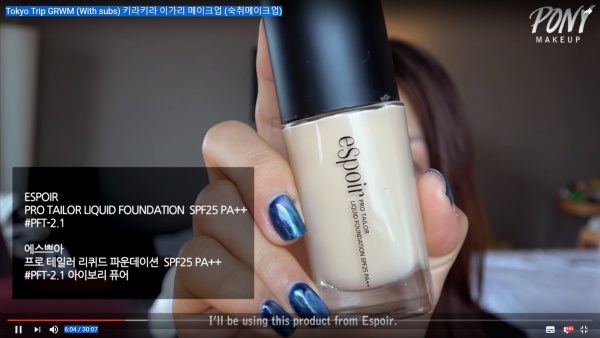 Tokyo Trip GRWM (With subs) 키라키라 이가리 메이크업 (숙취메이크업)
PONY
MAKEUP
espoir
PRO TAILOR
LIQUID FOUNDATION SPF25 PA++
ESPOIR
PRO TAILOR LIQUID FOUNDATION SPF25 PA++
#PFT-2.1
에스쁘아
프로 테일러 리퀴드 파운데이션 SPF25 PA++
#PFT-2.1 아이보리 퓨어
I'll be using this product from Espoir.
6:04 / 30:07
HD